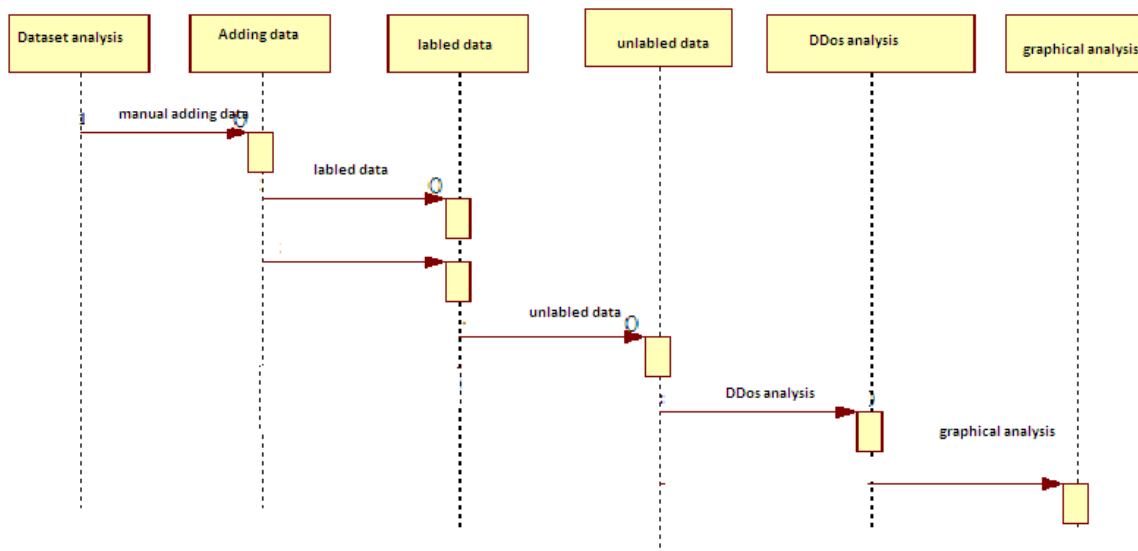 Dataset analysis
Adding data
labled data
unlabled data
DDos analysis
graphical analysis
manual adding data
labled data
unlabled data
DDos analysis
graphical analysis